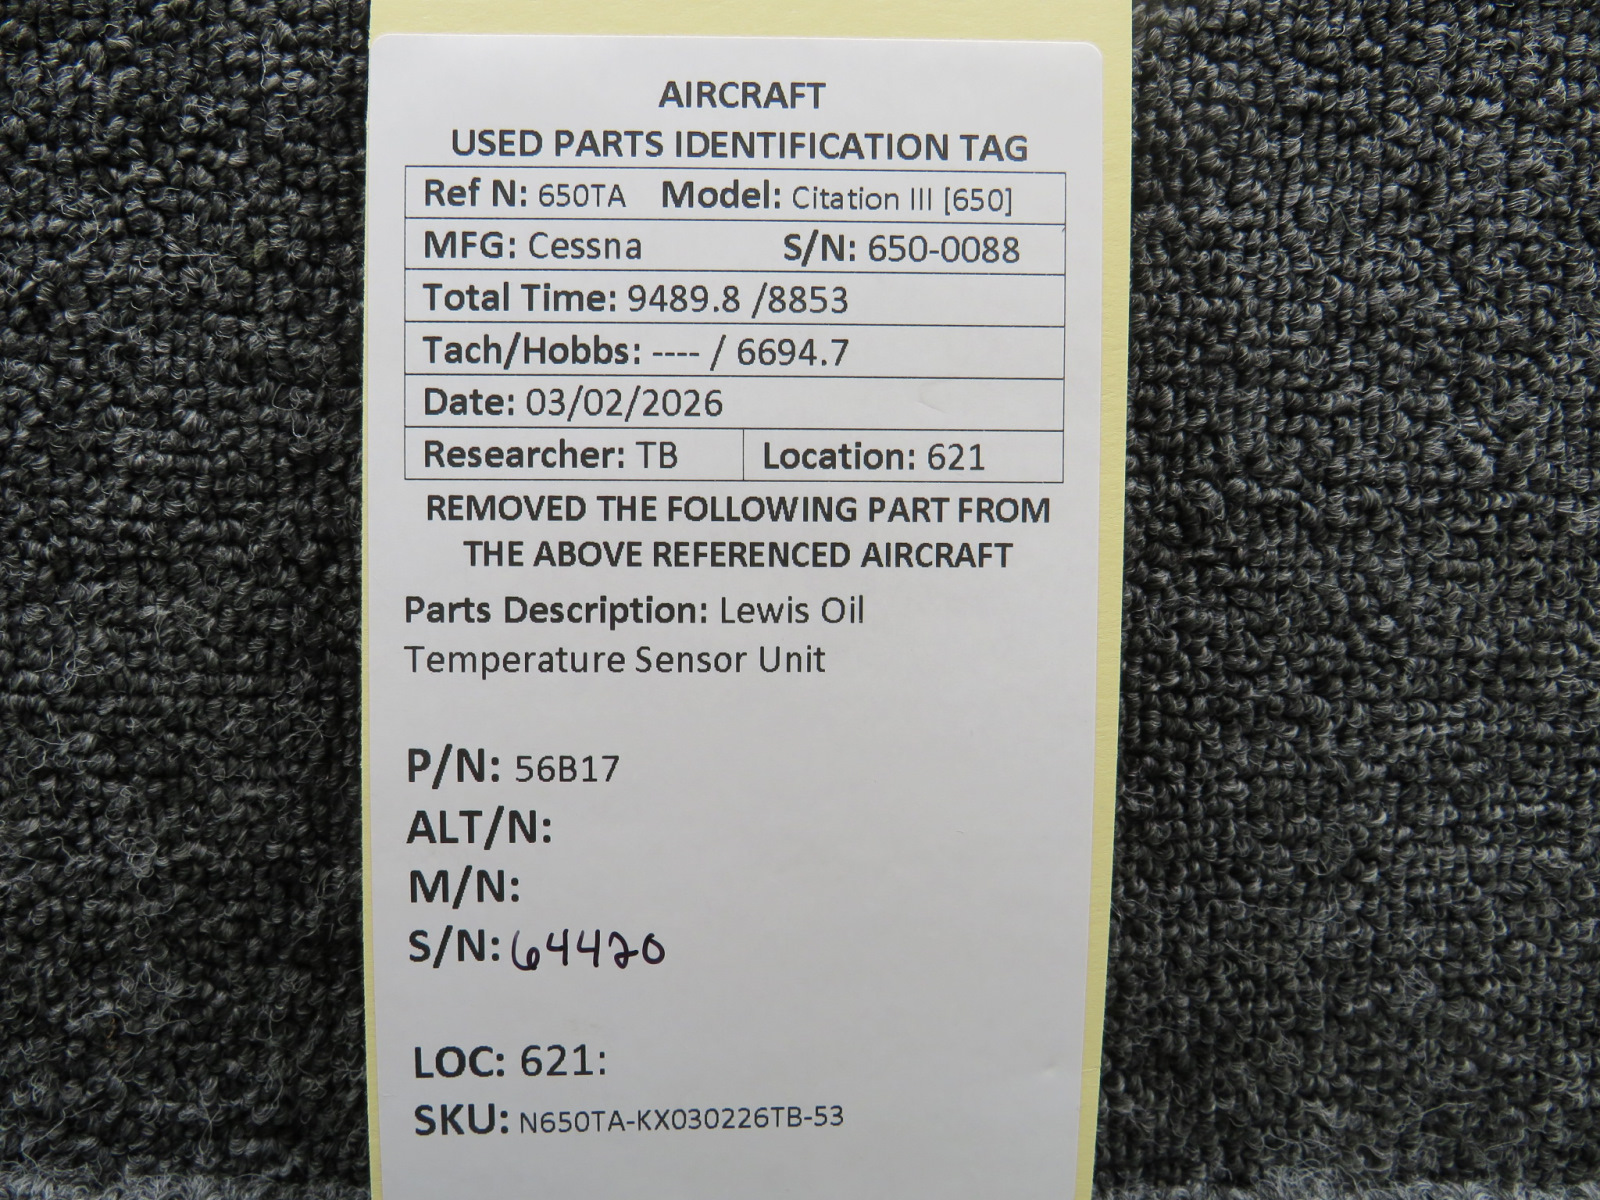 AIRCRAFT
USED PARTS IDENTIFICATION TAG
Ref N: 650TA Model: Citation III [650]
MFG: Cessna S/N: 650-0088
Total Time: 9489.8 /8853
Tach/Hobbs: ---- / 6694.7
Date: 03/02/2026
Researcher: TB Location: 621
REMOVED THE FOLLOWING PART FROM
THE ABOVE REFERENCED AIRCRAFT
Parts Description: Lewis Oil
Temperature Sensor Unit
P/N: 56B17
ALT/N:
M/N:
S/N: 64420
LOC: 621:
SKU: N650TA-KX030226TB-53